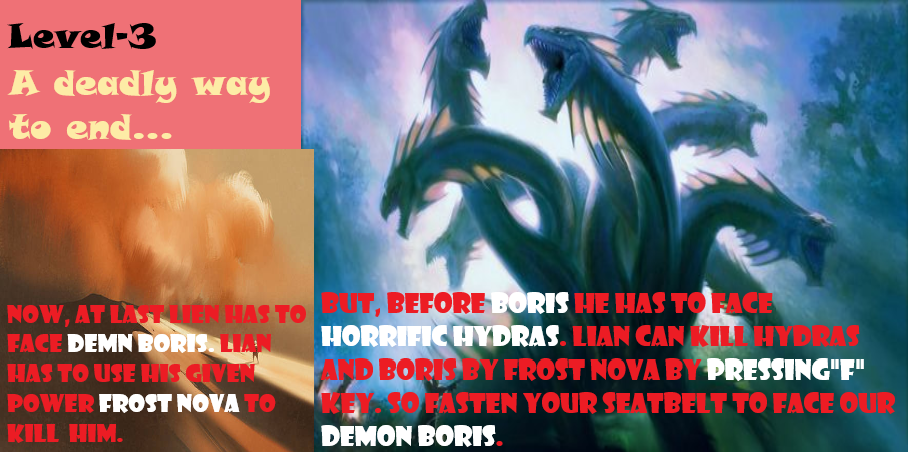 Level-3
A deadly way
to end...
NOW, AT LAST LIEN HAS TO
FACE DEMN BORIS. LIAN
HAS TO USE HIS GIVEN
POWER FROST NOVA TO
KILL HIM.
BUT, BEFORE BORIS HE HAS TO FACE
HORRIFIC HYDRAS. LIAN CAN KILL HYDRAS
AND BORIS BY FROST NOVA BY PRESSING"F"
KEY. SO FASTEN YOUR SEATBELT TO FACE OUR
DEMON BORIS.